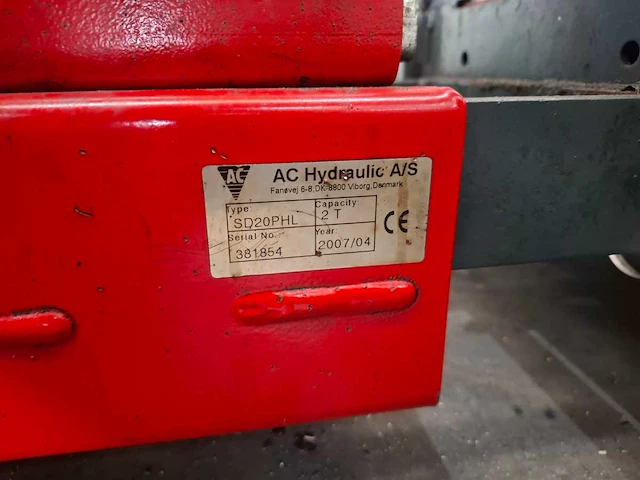 AC
AC Hydraulic A/S
Fanøvej 6-8,DK-8800 Viborg,Denmark
Type Capacity
SD20PHL 2 T
Serial No. Year:
381854 2007/04
CE